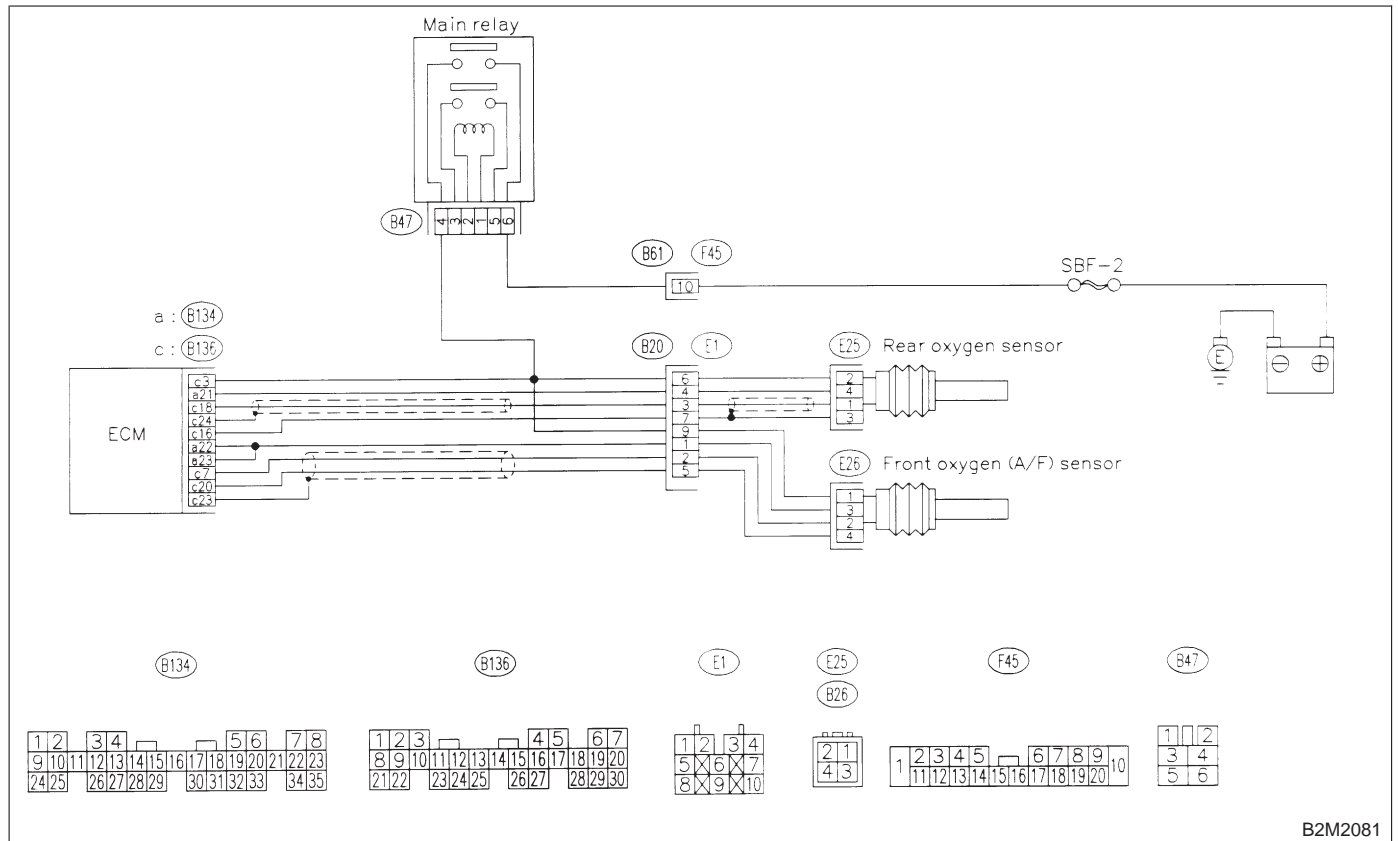 Main relay
B47
4 3 2 1 5 6
B61 F45
10
SBF-2
E
a : B134
c : B136
ECM
c3
a21
c18
c24
c16
a22
a23
c7
c20
c23
B20 E1
6
4
3
7
9
1
2
5
E25 Rear oxygen sensor
2
4
1
3
E26 Front oxygen (A/F) sensor
1
3
2
4
B134
1 2 3 4 5 6 7 8
9 10 11 12 13 14 15 16 17 18 19 20 21 22 23
24 25 26 27 28 29 30 31 32 33 34 35
B136
1 2 3 4 5 6 7
8 9 10 11 12 13 14 15 16 17 18 19 20
21 22 23 24 25 26 27 28 29 30
E1
1 2 3 4
5 6 7
8 9 10
E25
B26
2 1
4 3
F45
1 2 3 4 5 6 7 8 9 10
11 12 13 14 15 16 17 18 19 20
B47
1 2
3 4
5 6
B2M2081